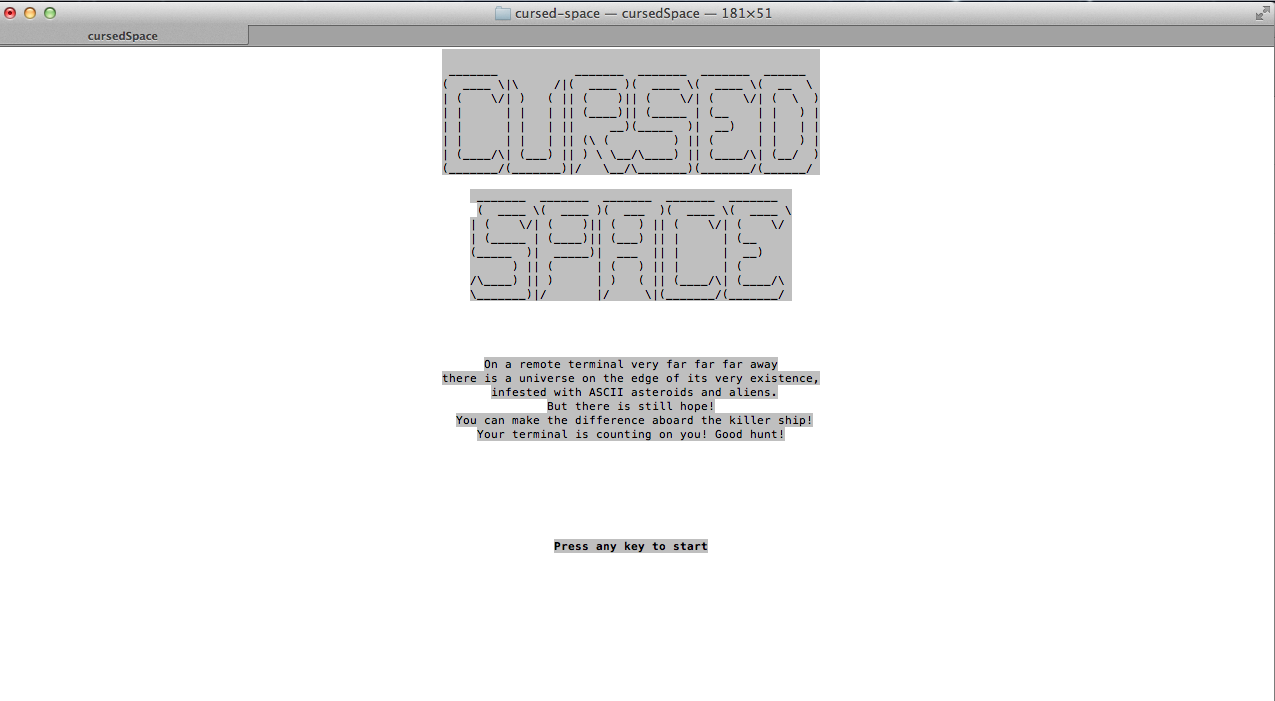 cursed-space — cursedSpace — 181×51
cursedSpace
CURSED
SPACE
On a remote terminal very far far far away
there is a universe on the edge of its very existence,
infested with ASCII asteroids and aliens.
But there is still hope!
You can make the difference aboard the killer ship!
Your terminal is counting on you! Good hunt!
Press any key to start